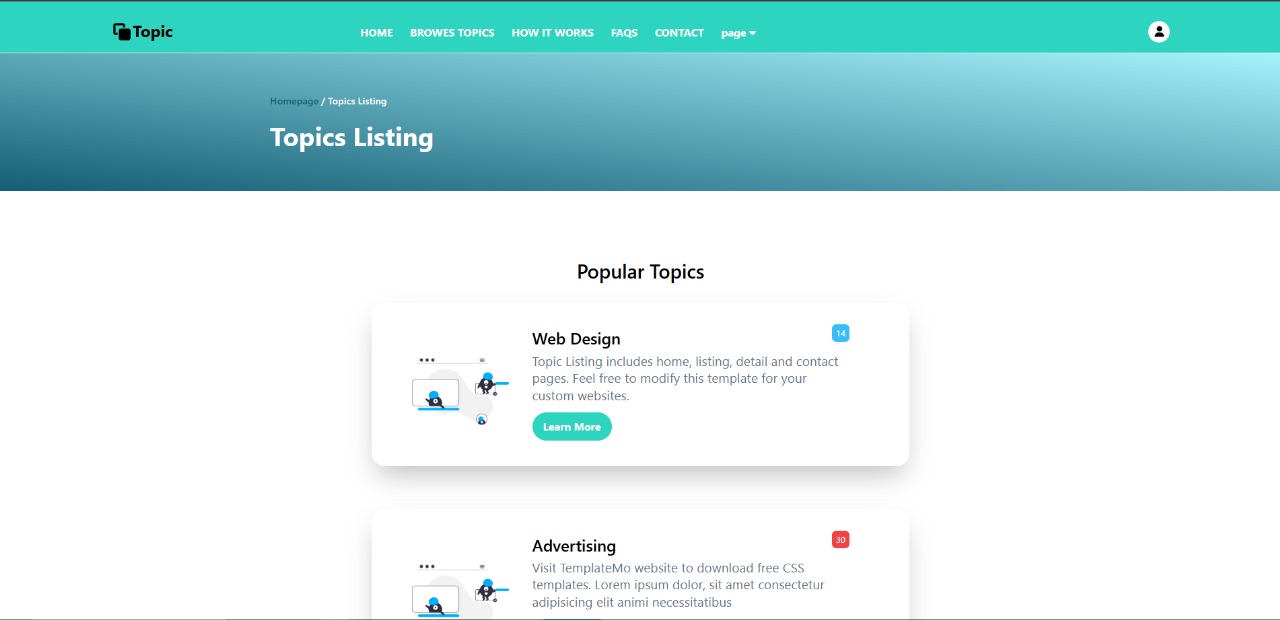 Topic
HOME BROWES TOPICS HOW IT WORKS FAQS CONTACT page
Homepage / Topics Listing
Topics Listing
Popular Topics
Web Design
14
Topic Listing includes home, listing, detail and contact
pages. Feel free to modify this template for your
custom websites.
Learn More
Advertising
30
Visit TemplateMo website to download free CSS
templates. Lorem ipsum dolor, sit amet consectetur
adipisicing elit animi necessitatibus